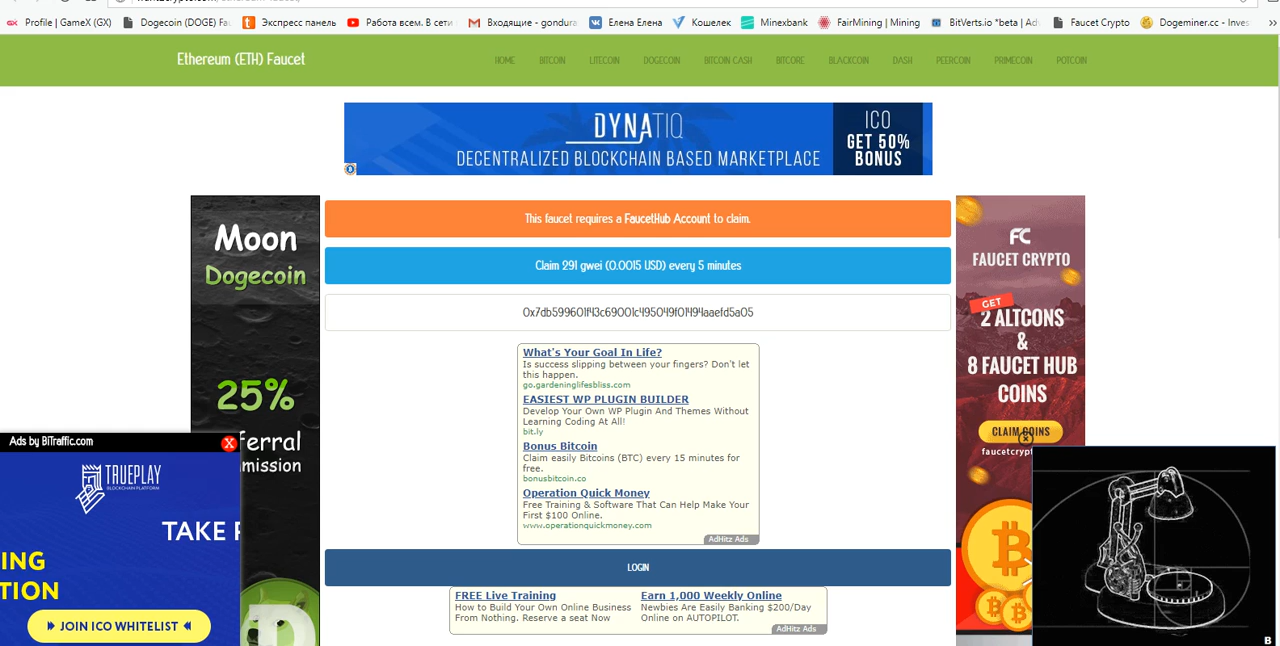 Profile | GameX (GX)
Dogecoin (DOGE) Fau
Экспресс панель
Работа всем. В сети
Входящие - gondura
Елена Елена
Кошелек
Minexbank
FairMining | Mining
BitVerts.io *beta | Ad
Faucet Crypto
Dogeminer.cc - Inves
»
Ethereum (ETH) Faucet
HOME
BITCOIN
LITECOIN
DOGECOIN
BITCOIN CASH
BITCORE
BLACKCOIN
DASH
PEERCOIN
PRIMECOIN
POTCOIN
DYNATIQ
DECENTRALIZED BLOCKCHAIN BASED MARKETPLACE
ICO
GET 50%
BONUS
This faucet requires a FaucetHub Account to claim.
Claim 291 gwei (0.0015 USD) every 5 minutes
Moon
Dogecoin
25%
ferral
mission
What's Your Goal In Life?
Is success slipping between your fingers? Don't let
this happen.
go.gardeninglifesbliss.com
EASIEST WP PLUGIN BUILDER
Develop Your Own WP Plugin And Themes Without
Learning Coding At All!
bit.ly
Bonus Bitcoin
Claim easily Bitcoins (BTC) every 15 minutes for
free.
bonusbitcoin.co
Operation Quick Money
Free Training & Software That Can Help Make Your
First $100 Online.
www.operationquickmoney.com
AdHitz Ads
LOGIN
FREE Live Training
How to Build Your Own Online Business
From Nothing. Reserve a seat Now
Earn 1,000 Weekly Online
Newbies Are Easily Banking $200/Day
Online on AUTOPILOT.
AdHitz Ads
FC
FAUCET CRYPTO
GET
2 ALTCONS
&
8 FAUCET HUB
COINS
CLAIM COINS
faucetcrypt
Ads by BiTraffic.com
X
TRUEPLAY
BLOCKCHAIN PLATFORM
TAKE
ING
TION
JOIN ICO WHITELIST
B